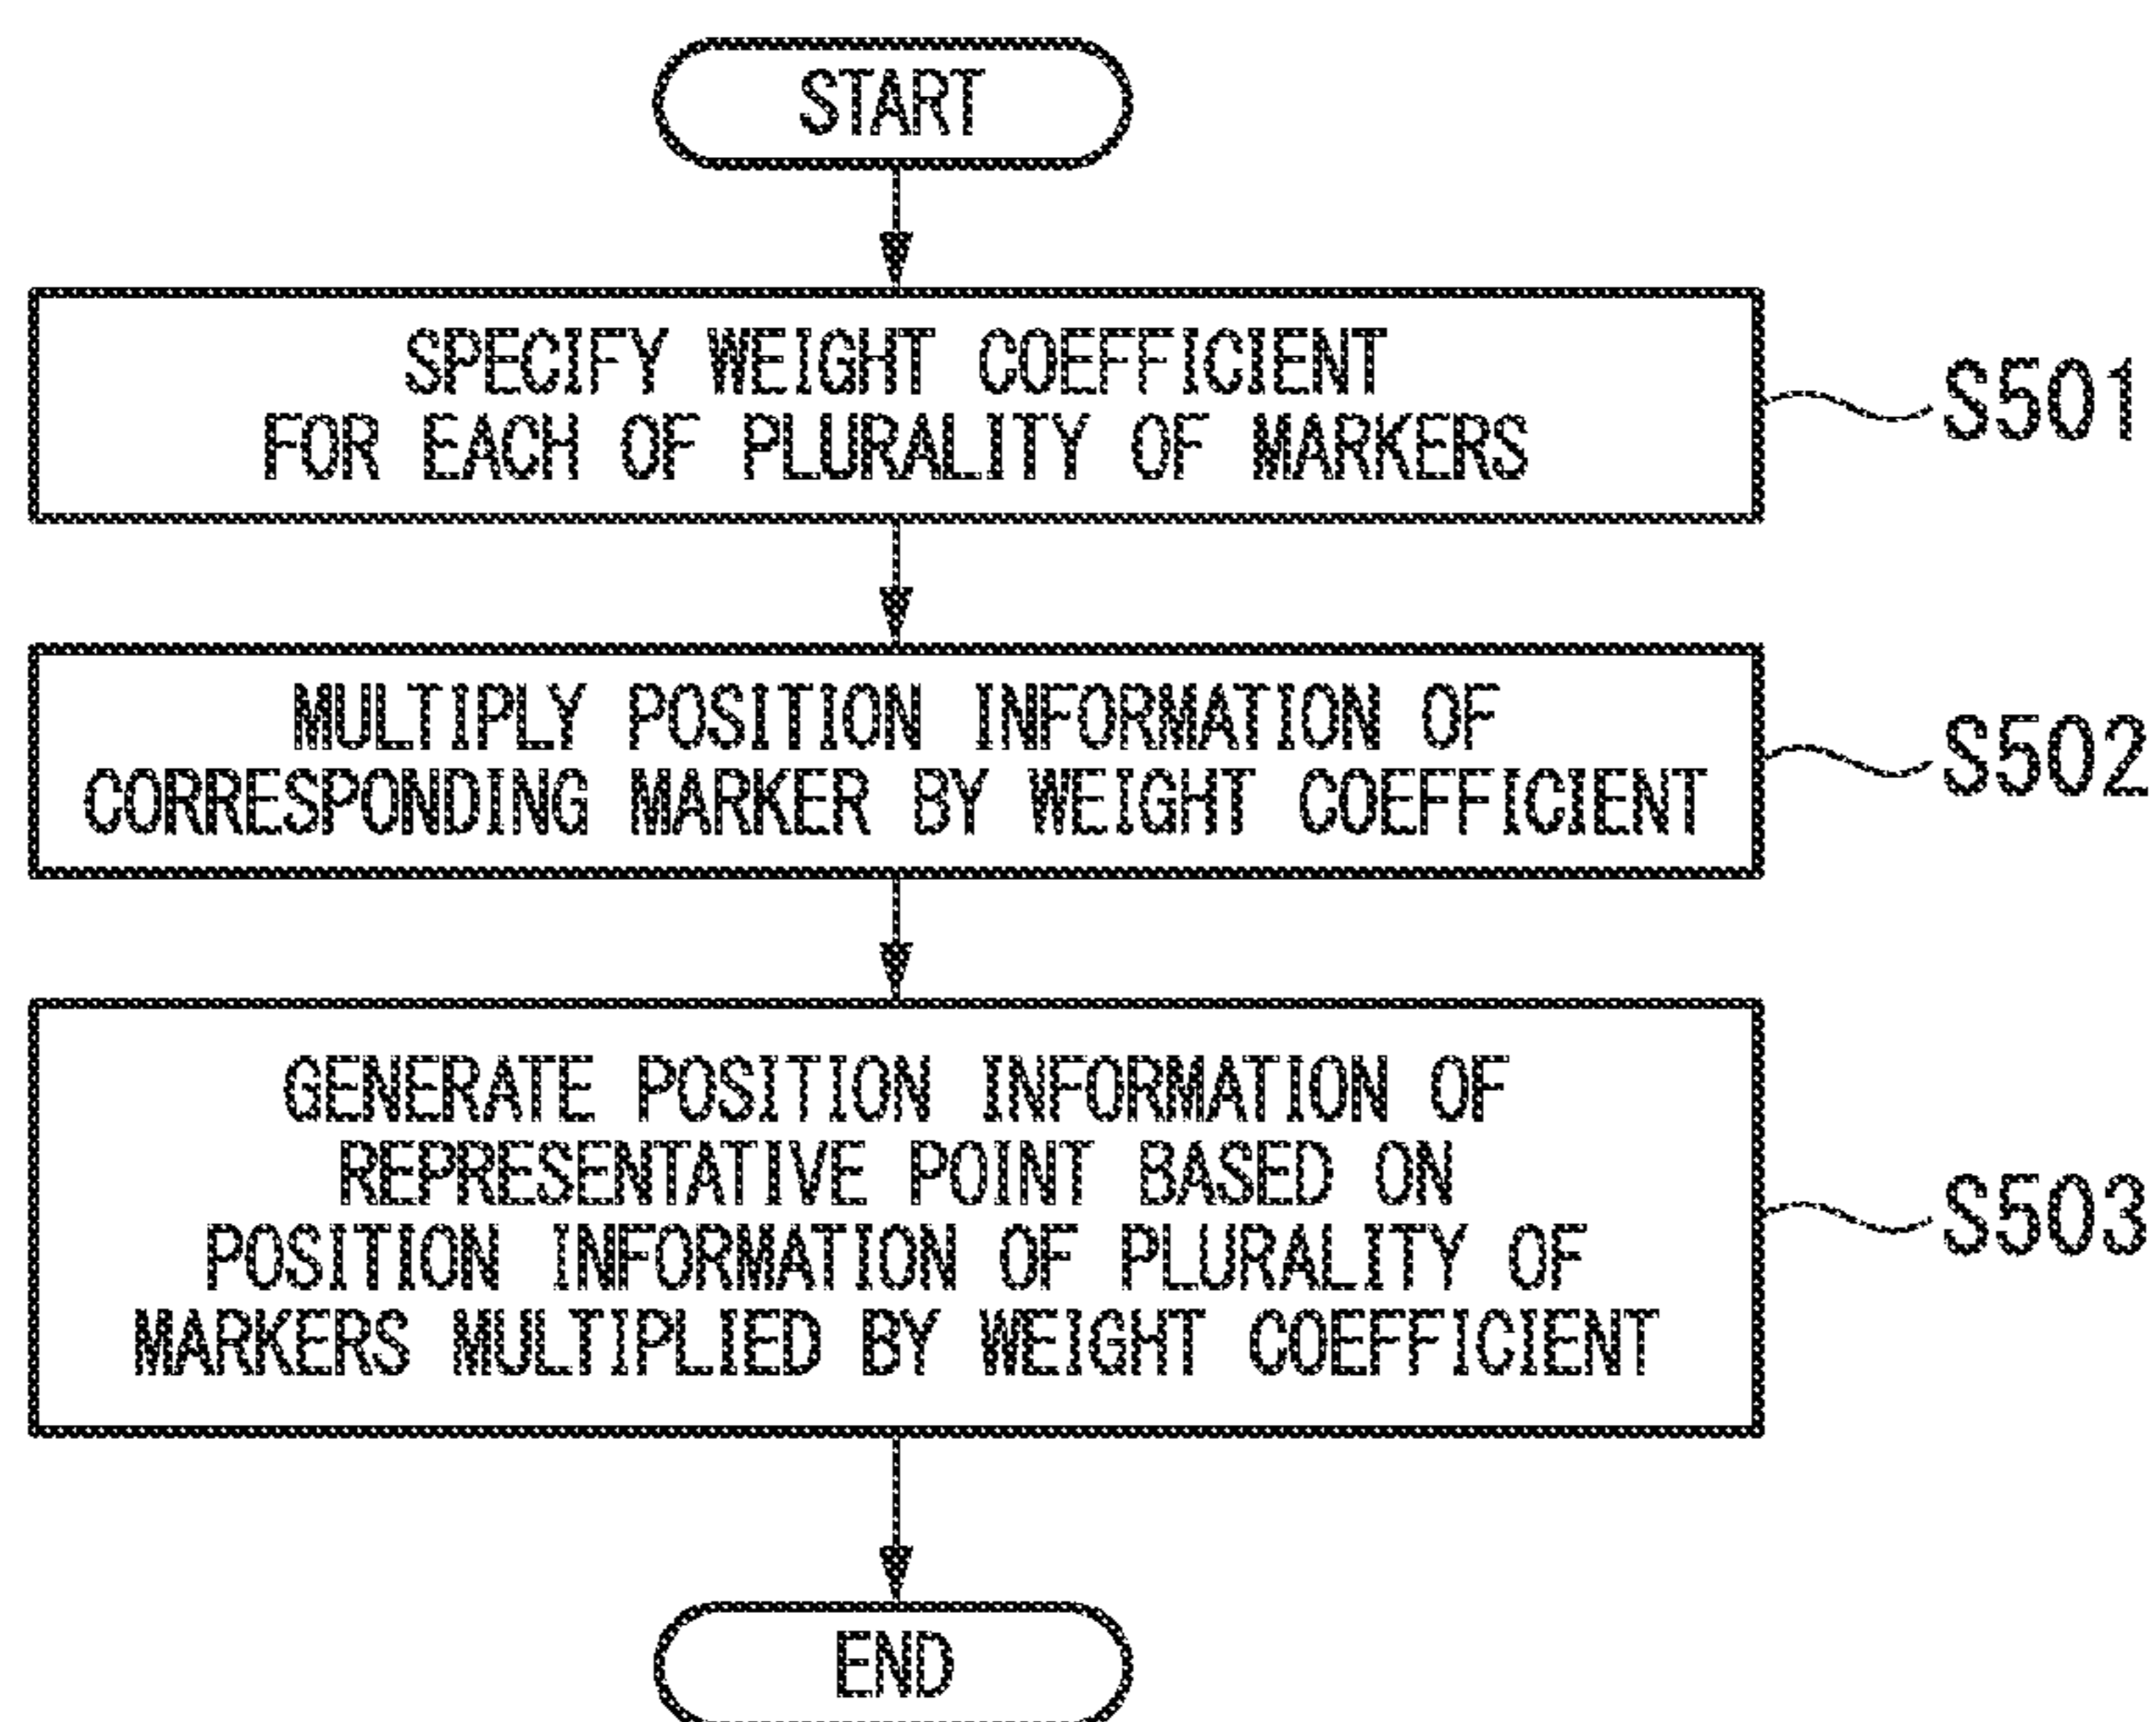 START
SPECIFY WEIGHT COEFFICIENT
FOR EACH OF PLURALITY OF MARKERS
S501
MULTIPLY POSITION INFORMATION OF
CORRESPONDING MARKER BY WEIGHT COEFFICIENT
S502
GENERATE POSITION INFORMATION OF
REPRESENTATIVE POINT BASED ON
POSITION INFORMATION OF PLURALITY OF
MARKERS MULTIPLIED BY WEIGHT COEFFICIENT
S503
END